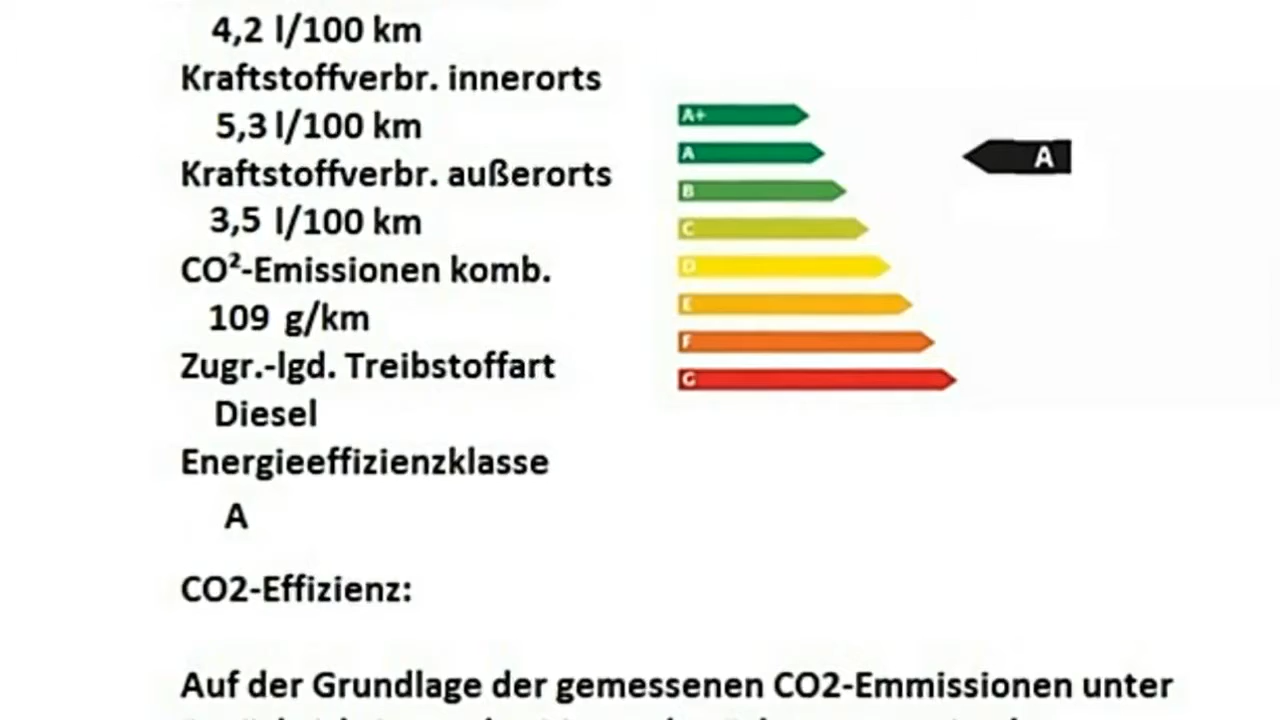 4,2 l/100 km
Kraftstoffverbr. innerorts
5,3 l/100 km
Kraftstoffverbr. außerorts
3,5 l/100 km
CO²-Emissionen komb.
109 g/km
Zugr.-lgd. Treibstoffart
Diesel
Energieeffizienzklasse
A
CO2-Effizienz:
Auf der Grundlage der gemessenen CO2-Emmissionen unter
A+
A
B
C
D
E
F
G
A